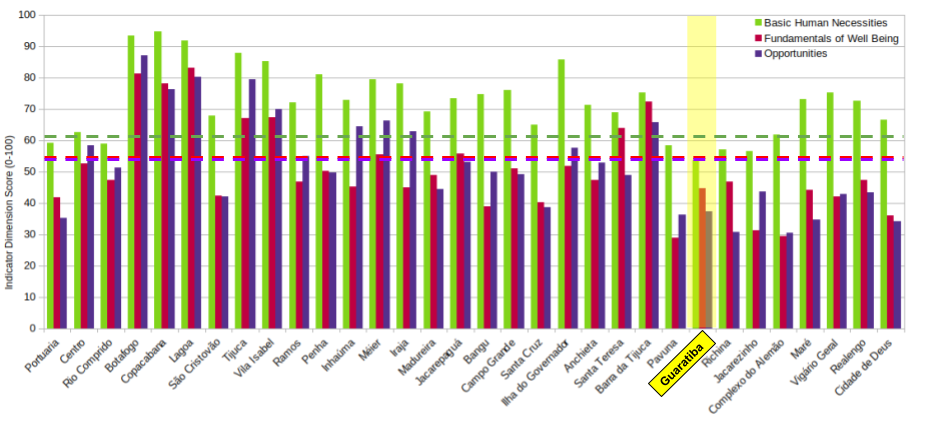 100
90
80
70
60
50
40
30
20
10
0
Indicator Dimension Score (0-100)
Basic Human Necessities
Fundamentals of Well Being
Opportunities
Portuaria
Centro
Rio Comprido
Botafogo
Copacabana
Lagoa
São Cristovão
Tijuca
Vila Isabel
Ramos
Penha
Inhaúma
Méier
Iraja
Madureira
Jacarepaguá
Bangu
Campo Grande
Santa Cruz
Ilha do Governador
Anchieta
Santa Teresa
Barra da Tijuca
Pavuna
Guaratiba
Richina
Jacarezinho
Complexo do Alemão
Maré
Vigário Geral
Realengo
Cidade de Deus